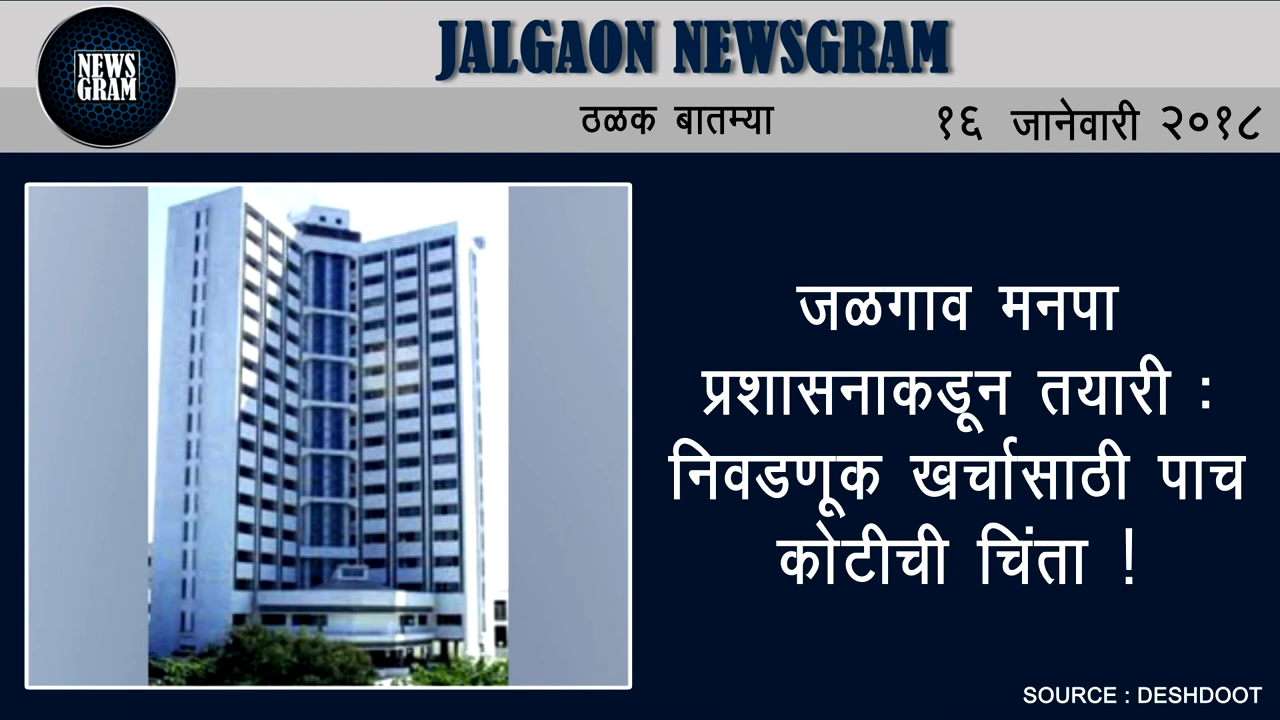 NEWS
GRAM
JALGAON NEWSGRAM
ठळक बातम्या
१६ जानेवारी २०१८
जळगाव मनपा
प्रशासनाकडून तयारी :
निवडणूक खर्चासाठी पाच
कोटीची चिंता !
SOURCE : DESHDOOT